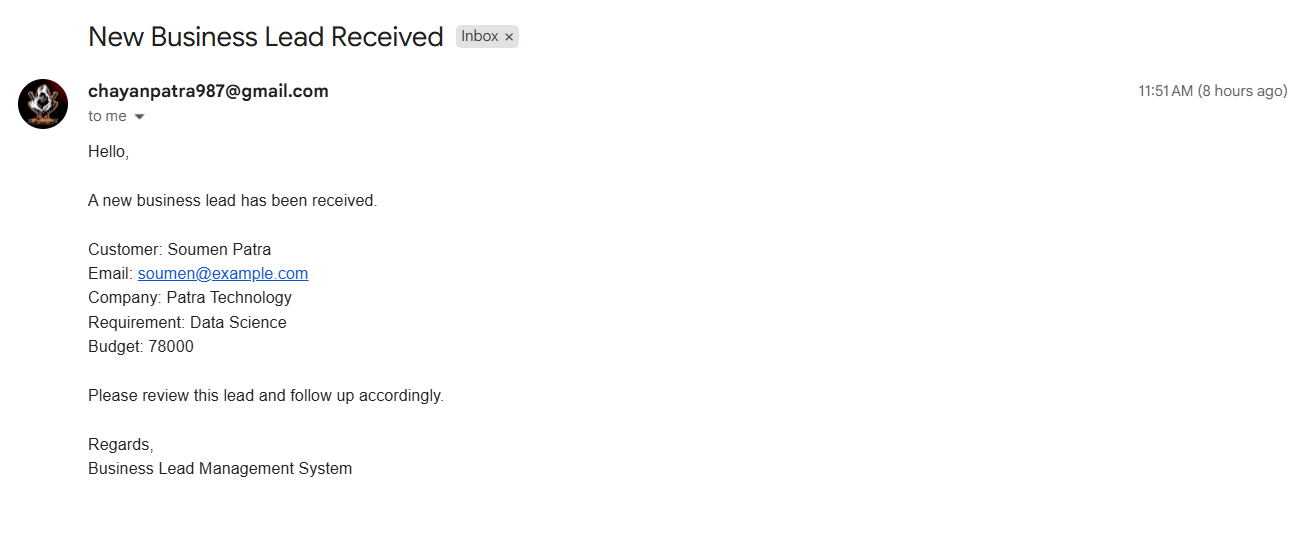 New Business Lead Received Inbox ×
chayanpatra987@gmail.com 11:51 AM (8 hours ago)
to me
Hello,
A new business lead has been received.
Customer: Soumen Patra
Email: soumen@example.com
Company: Patra Technology
Requirement: Data Science
Budget: 78000
Please review this lead and follow up accordingly.
Regards,
Business Lead Management System